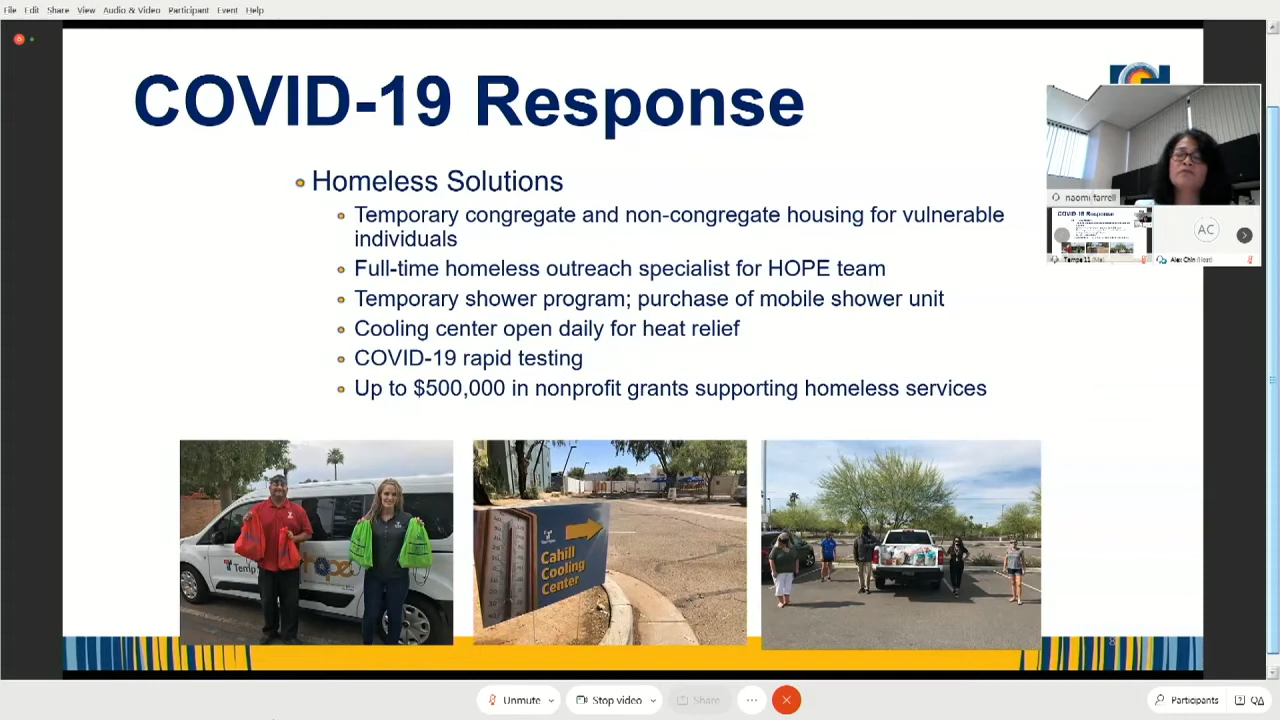 File Edit Share View Audio & Video Participant Event Help
COVID-19 Response
Homeless Solutions
Temporary congregate and non-congregate housing for vulnerable
individuals
Full-time homeless outreach specialist for HOPE team
Temporary shower program; purchase of mobile shower unit
Cooling center open daily for heat relief
COVID-19 rapid testing
Up to $500,000 in nonprofit grants supporting homeless services
naomi farrell
COVID-19 Response
AC
Tempe 11 (Me)
Alex Chin (Host)
Cahill
Cooling
Center
8
Unmute
Stop video
Share
Participants
QA